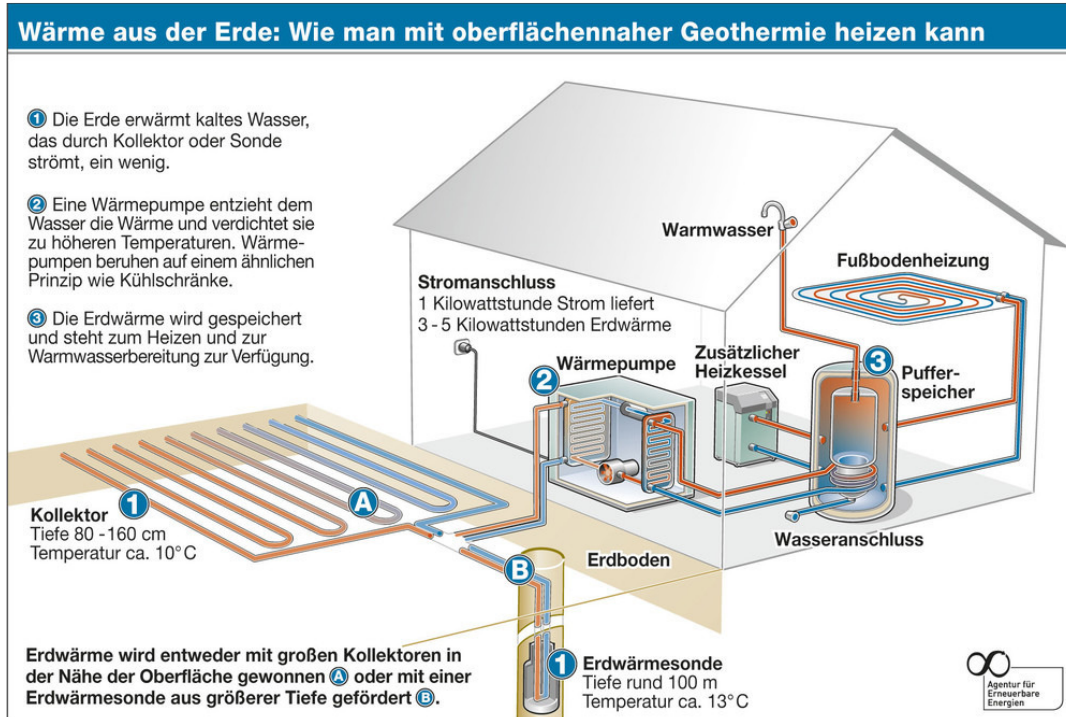 Wärme aus der Erde: Wie man mit oberflächennaher Geothermie heizen kann
1 Die Erde erwärmt kaltes Wasser,
das durch Kollektor oder Sonde
strömt, ein wenig.
2 Eine Wärmepumpe entzieht dem
Wasser die Wärme und verdichtet sie
zu höheren Temperaturen. Wärme-
pumpen beruhen auf einem ähnlichen
Prinzip wie Kühlschränke.
3 Die Erdwärme wird gespeichert
und steht zum Heizen und zur
Warmwasserbereitung zur Verfügung.
Warmwasser
Fußbodenheizung
Stromanschluss
1 Kilowattstunde Strom liefert
3 - 5 Kilowattstunden Erdwärme
2
Wärmepumpe
Zusätzlicher
Heizkessel
3
Puffer-
speicher
1
Kollektor
Tiefe 80 -160 cm
Temperatur ca. 10° C
A
B
Erdboden
Wasseranschluss
1
Erdwärmesonde
Tiefe rund 100 m
Temperatur ca. 13° C
Erdwärme wird entweder mit großen Kollektoren in
der Nähe der Oberfläche gewonnen A oder mit einer
Erdwärmesonde aus größerer Tiefe gefördert B.
Agentur für
Erneuerbare
Energien